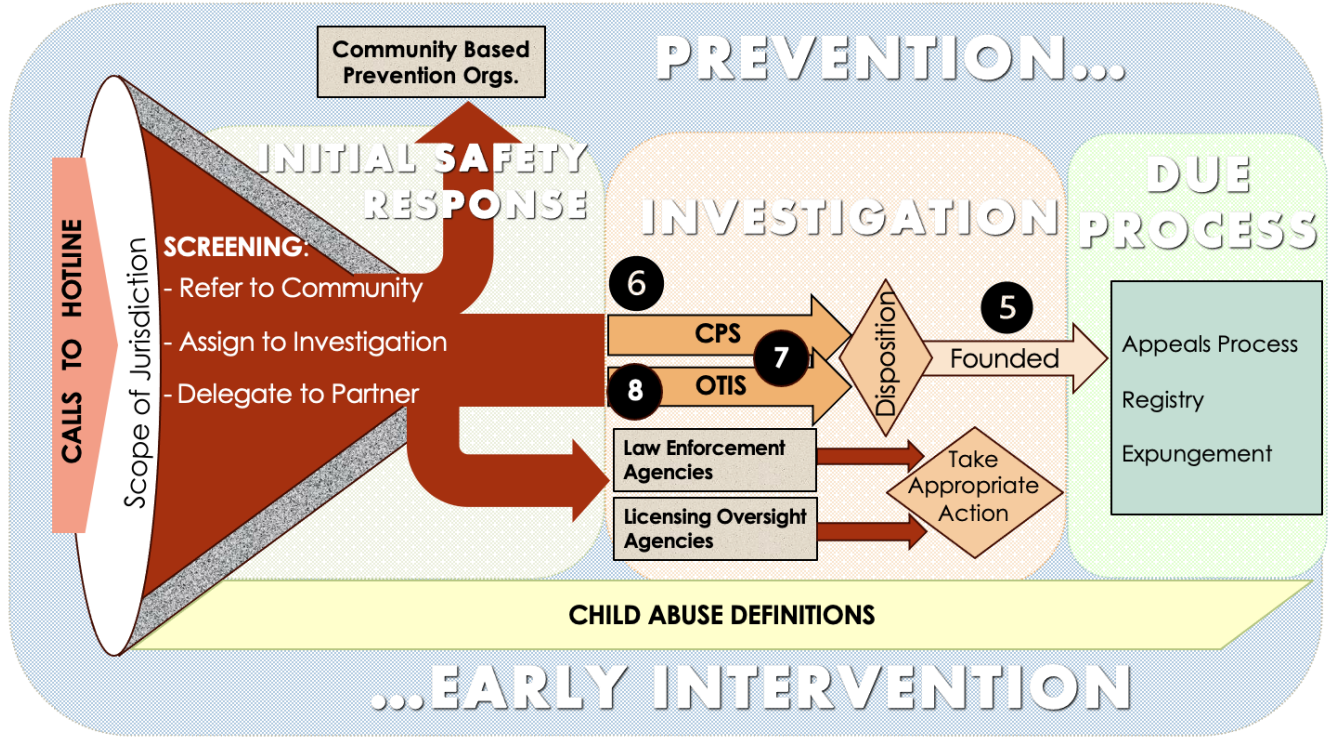 PREVENTION...
Community Based
Prevention Orgs.
INITIAL SAFETY
RESPONSE
INVESTIGATION
DUE
PROCESS
CALLS TO HOTLINE
Scope of Jurisdiction
SCREENING:
- Refer to Community
- Assign to Investigation
- Delegate to Partner
6
CPS
7
8
OTIS
Disposition
5
Founded
Law Enforcement
Agencies
Licensing Oversight
Agencies
Take
Appropriate
Action
Appeals Process
Registry
Expungement
CHILD ABUSE DEFINITIONS
...EARLY INTERVENTION